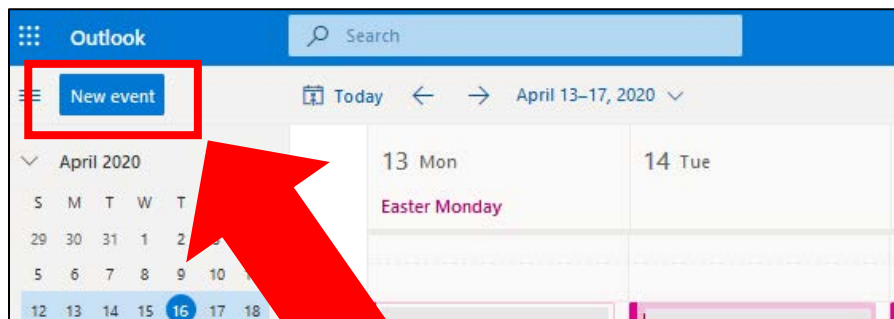 Outlook
Search
New event
Today
April 13–17, 2020
April 2020
S M T W T
29 30 31 1 2
5 6 7 8 9 10
12 13 14 15 16 17 18
13 Mon
14 Tue
Easter Monday